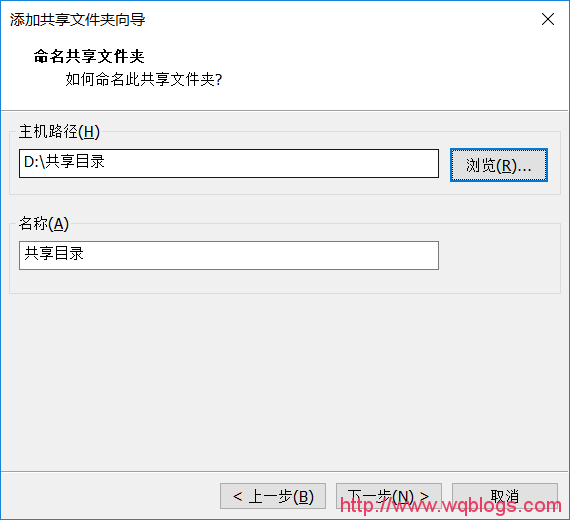 添加共享文件夹向导
命名共享文件夹
如何命名此共享文件夹?
主机路径(H)
D:\共享目录
浏览(R)...
名称(A)
共享目录
< 上一步(B)
下一步(N) >
取消
http://www.wqblogs.com